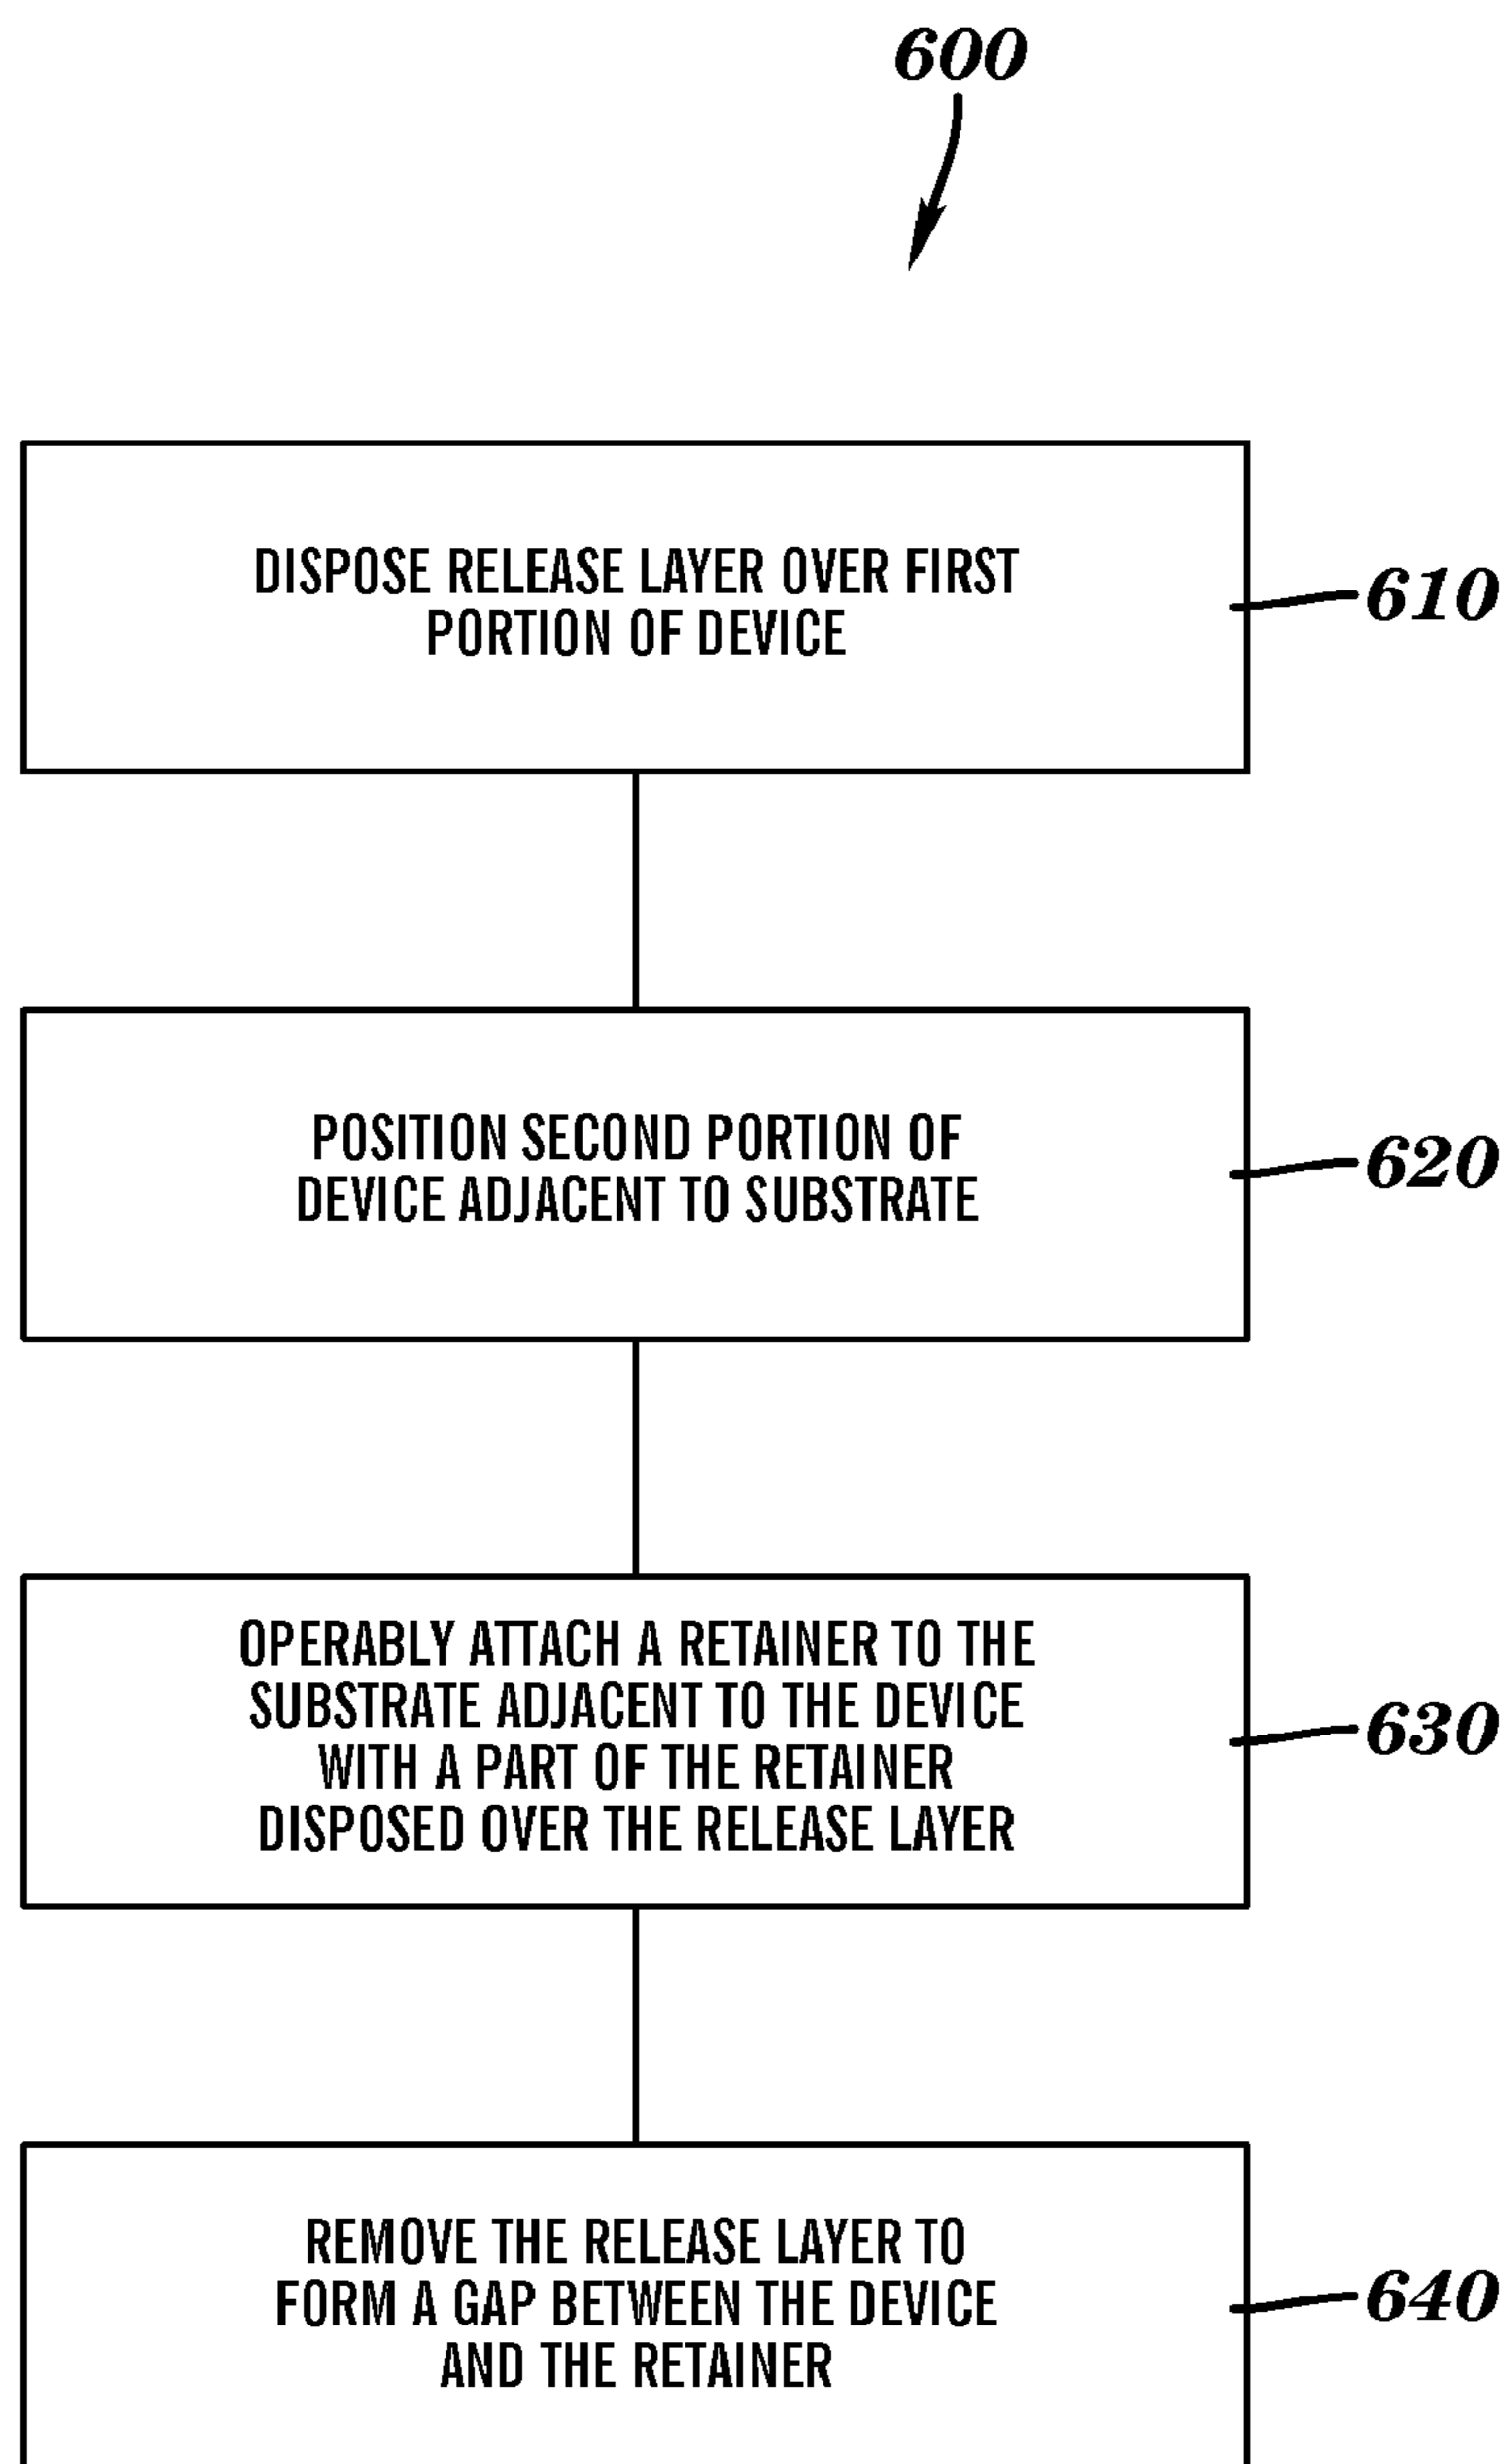 600
DISPOSE RELEASE LAYER OVER FIRST
PORTION OF DEVICE
610
POSITION SECOND PORTION OF
DEVICE ADJACENT TO SUBSTRATE
620
OPERABLY ATTACH A RETAINER TO THE
SUBSTRATE ADJACENT TO THE DEVICE
WITH A PART OF THE RETAINER
DISPOSED OVER THE RELEASE LAYER
630
REMOVE THE RELEASE LAYER TO
FORM A GAP BETWEEN THE DEVICE
AND THE RETAINER
640